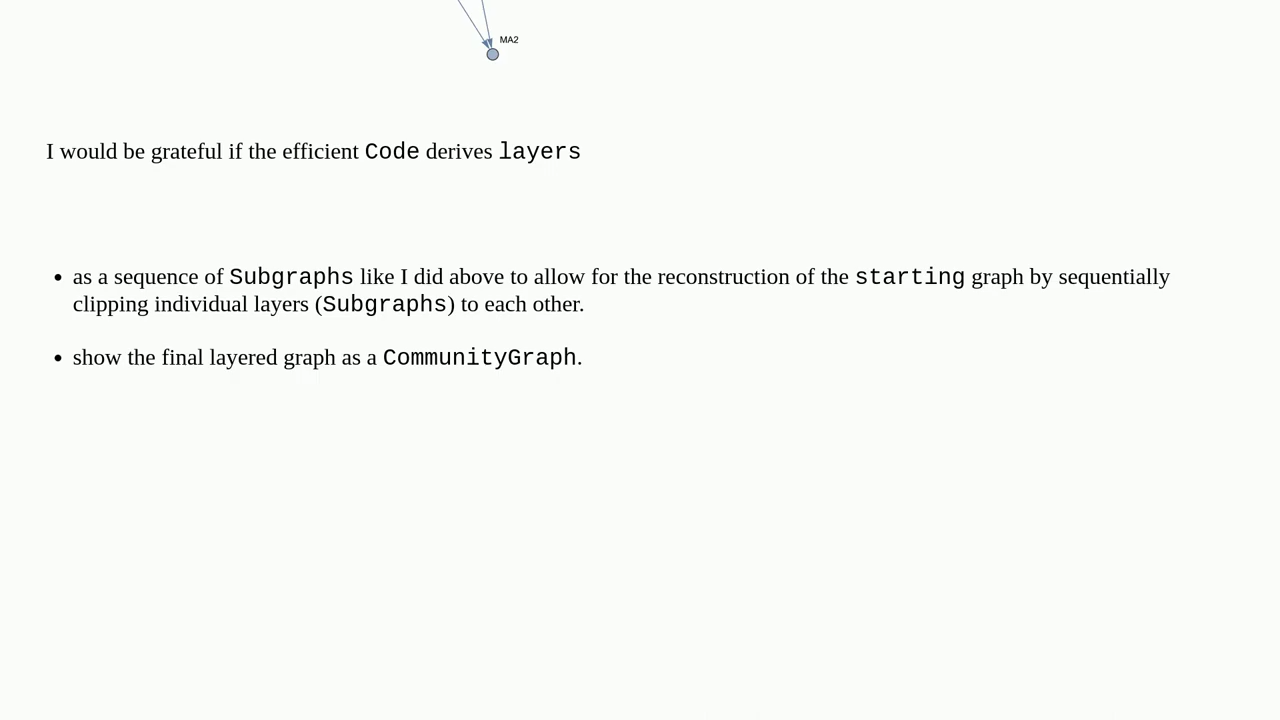 MA2
I would be grateful if the efficient Code derives layers
• as a sequence of Subgraphs like I did above to allow for the reconstruction of the starting graph by sequentially
clipping individual layers (Subgraphs) to each other.
• show the final layered graph as a CommunityGraph.